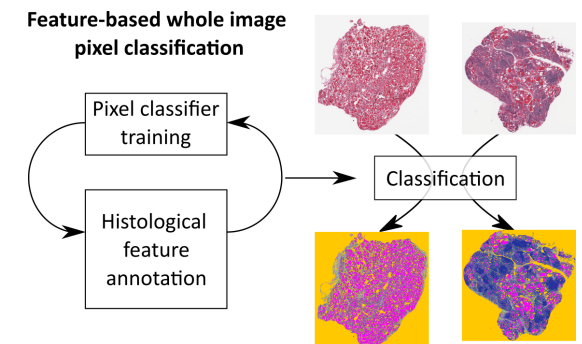 Feature-based whole image
pixel classification
Pixel classifier
training
Histological
feature
annotation
Classification